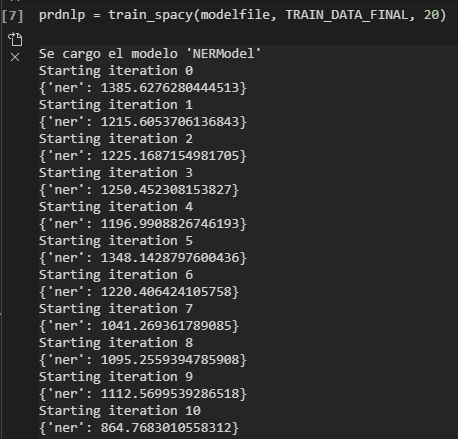 [7] prdnlp = train_spacy(modelfile, TRAIN_DATA_FINAL, 20)
Se cargo el modelo 'NERModel'
Starting iteration 0
{'ner': 1385.6276280444513}
Starting iteration 1
{'ner': 1215.6053706136843}
Starting iteration 2
{'ner': 1225.1687154981705}
Starting iteration 3
{'ner': 1250.452308153827}
Starting iteration 4
{'ner': 1196.9908826746193}
Starting iteration 5
{'ner': 1348.1428797600436}
Starting iteration 6
{'ner': 1220.406424105758}
Starting iteration 7
{'ner': 1041.269361789085}
Starting iteration 8
{'ner': 1095.2559394785908}
Starting iteration 9
{'ner': 1112.5699539286518}
Starting iteration 10
{'ner': 864.7683010558312}